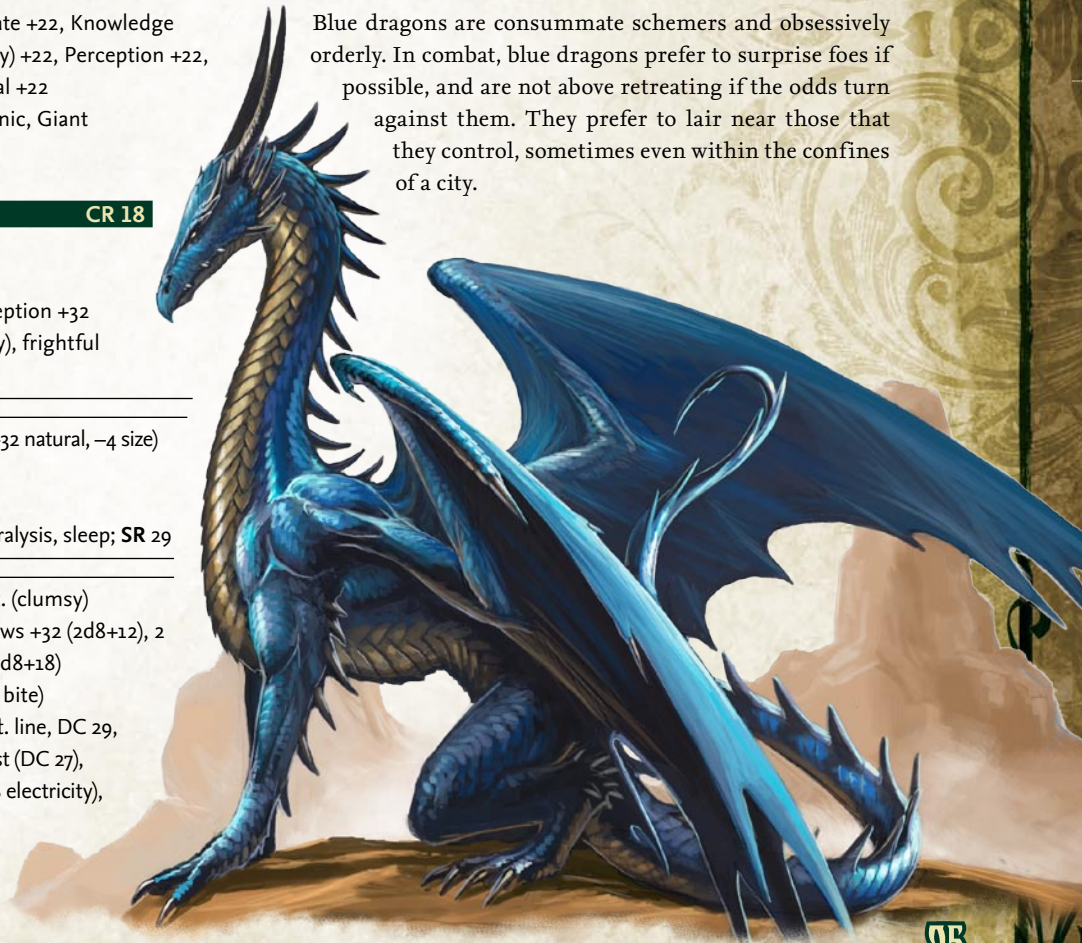 ate +22, Knowledge
y) +22, Perception +22,
al +22
nic, Giant
CR 18
eption +32
y), frightful
32 natural, –4 size)
ralysis, sleep; SR 29
. (clumsy)
ws +32 (2d8+12), 2
d8+18)
bite)
t. line, DC 29,
st (DC 27),
electricity),
Blue dragons are consummate schemers and obsessively
orderly. In combat, blue dragons prefer to surprise foes if
possible, and are not above retreating if the odds turn
against them. They prefer to lair near those that
they control, sometimes even within the confines
of a city.